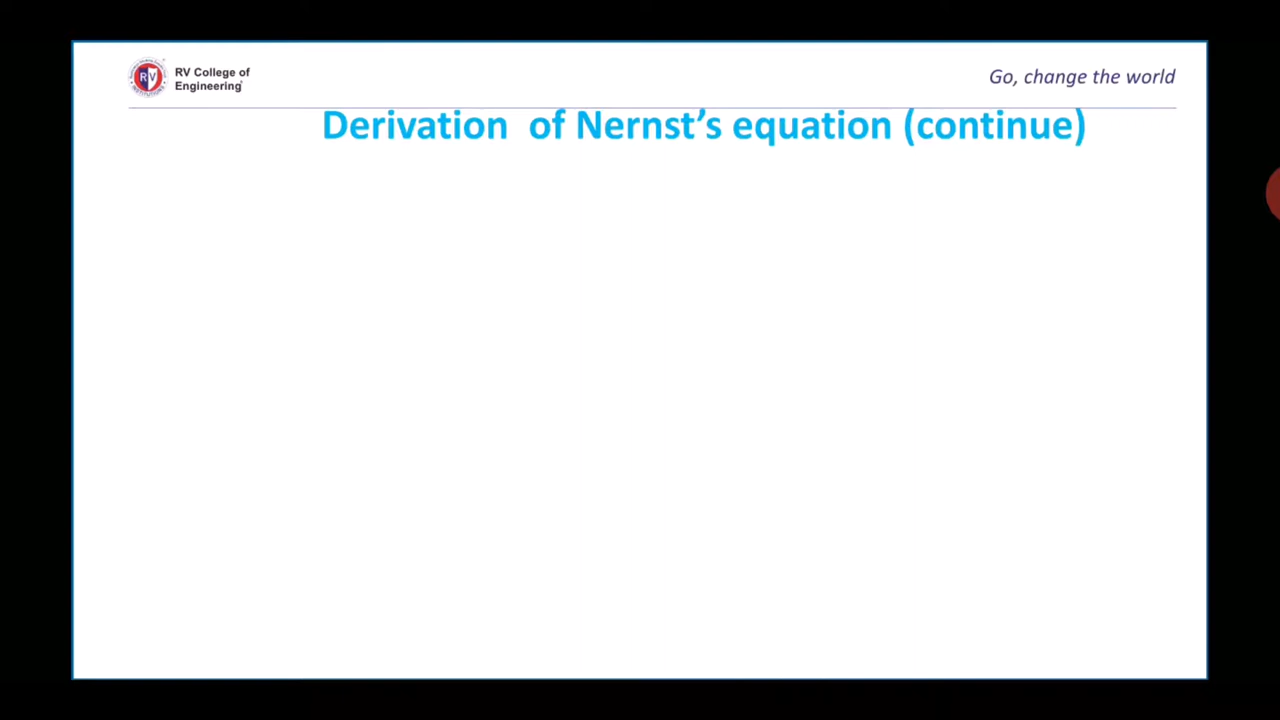 RV College of
Engineering
Go, change the world
Derivation of Nernst’s equation (continue)